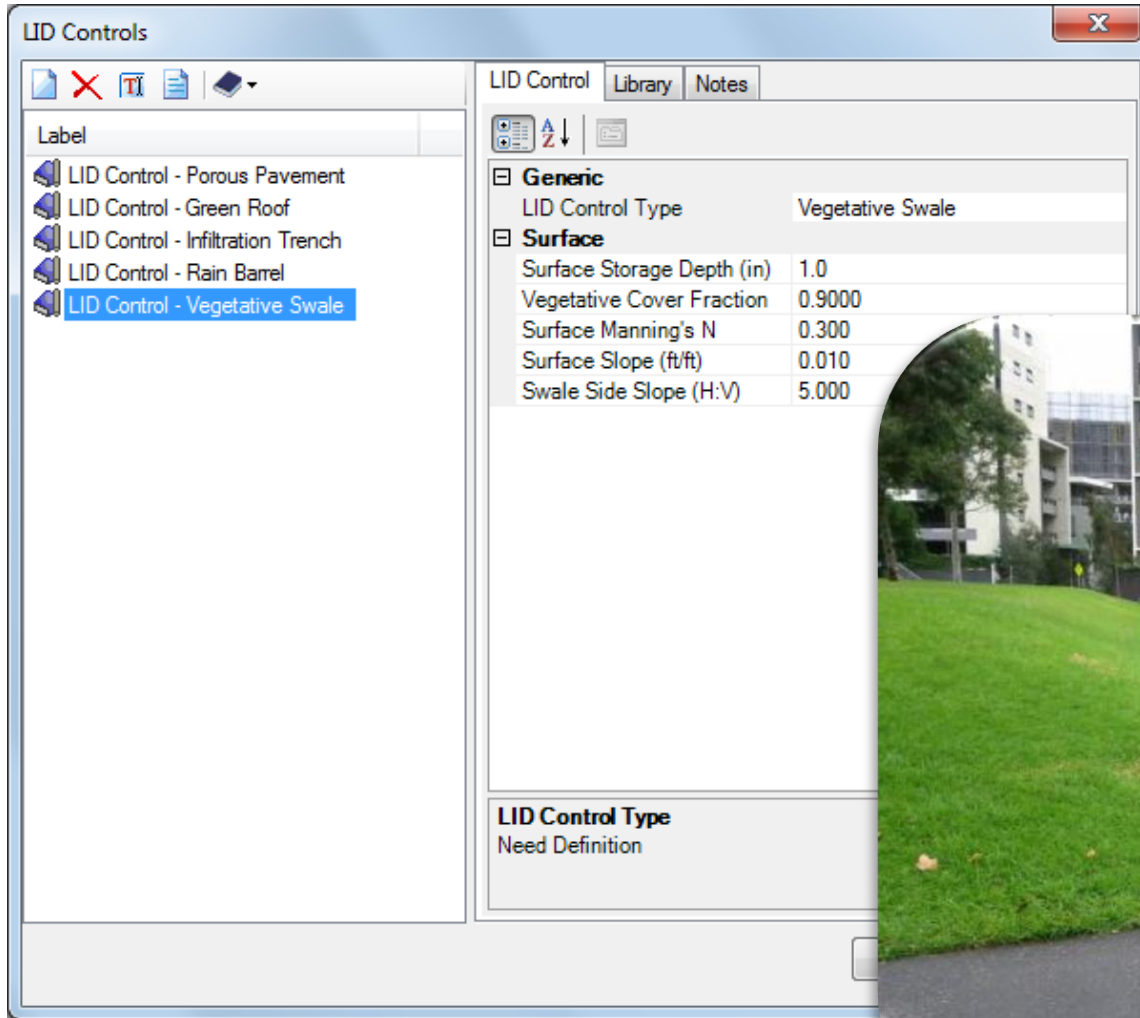 LID Controls
x
Label
LID Control - Porous Pavement
LID Control - Green Roof
LID Control - Infiltration Trench
LID Control - Rain Barrel
LID Control - Vegetative Swale
LID Control Library Notes
Generic
LID Control Type Vegetative Swale
Surface
Surface Storage Depth (in) 1.0
Vegetative Cover Fraction 0.9000
Surface Manning's N 0.300
Surface Slope (ft/ft) 0.010
Swale Side Slope (H:V) 5.000
LID Control Type
Need Definition